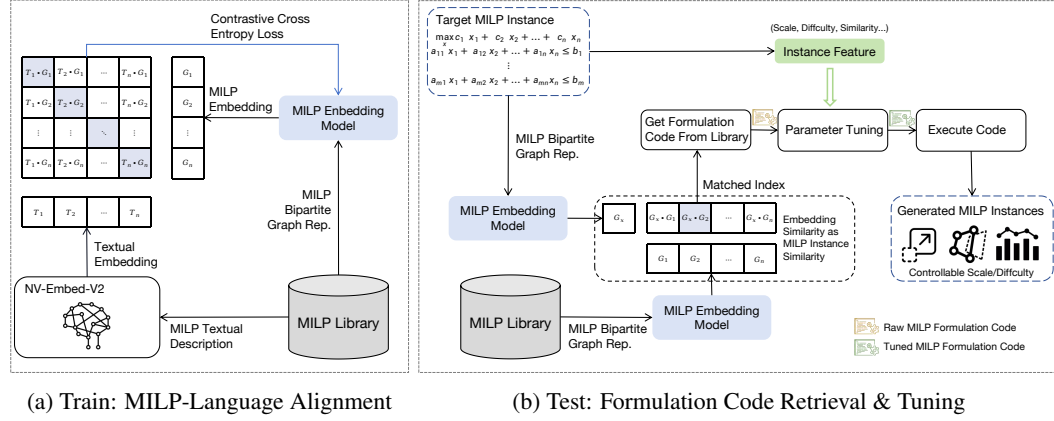 Contrastive Cross
Entropy Loss
T₁•G₁ T₂•G₁ ... Tₙ•G₁
T₁•G₂ T₂•G₂ ... Tₙ•G₂
⋮ ⋮ ⋱ ⋮
T₁•Gₙ T₂•Gₙ ... Tₙ•Gₙ
G₁
G₂
⋮
Gₙ
MILP
Embedding
MILP Enbedding
Model
T₁ T₂ ... Tₙ
Textual
Embedding
MILP
Bipartite
Graph Rep.
NV-Embed-V2
MILP Textual
Description
MILP Library
(a) Train: MILP-Language Alignment
Target MILP Instance
max c₁ x₁ + c₂ x₂ + ... + cₙ xₙ
x
a₁₁ x₁ + a₁₂ x₂ + ... + a₁ₙ xₙ ≤ b₁
⋮
aₘ₁ x₁ + aₘ₂ x₂ + ... + aₘₙ xₙ ≤ bₘ
(Scale, Diffculty, Similarity...)
Instance Feature
MILP Bipartite
Graph Rep.
Get Formulation
Code From Library
Parameter Tuning
Execute Code
Matched Index
MILP Embedding
Model
Gₓ
Gₓ•G₁ Gₓ•G₂ ... Gₓ•Gₙ
G₁ G₂ ... Gₙ
Embedding
Similarity as
MILP Instance
Similarity
Generated MILP Instances
Controllable Scale/Diffculty
MILP Library
MILP Bipartite
Graph Rep.
MILP Embedding
Model
Raw MILP Formulation Code
Tuned MILP Formulation Code
(b) Test: Formulation Code Retrieval & Tuning